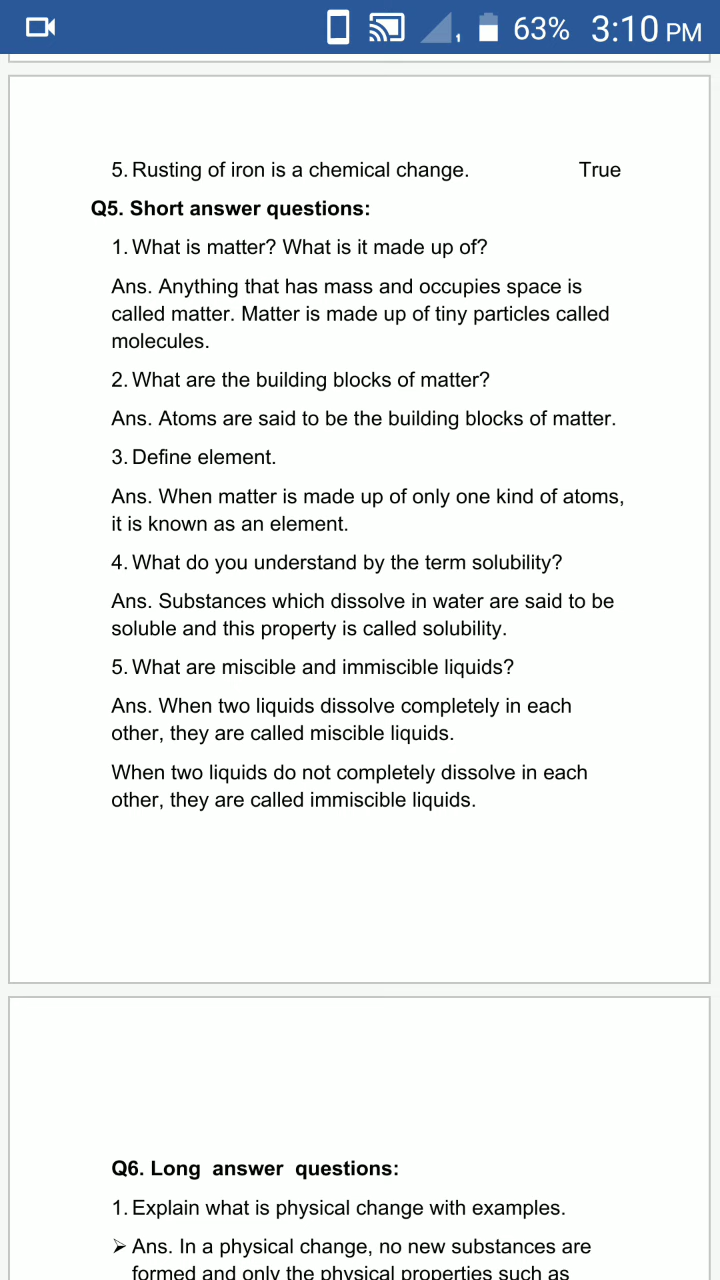 63% 3:10 PM
5. Rusting of iron is a chemical change. True
Q5. Short answer questions:
1. What is matter? What is it made up of?
Ans. Anything that has mass and occupies space is
called matter. Matter is made up of tiny particles called
molecules.
2. What are the building blocks of matter?
Ans. Atoms are said to be the building blocks of matter.
3. Define element.
Ans. When matter is made up of only one kind of atoms,
it is known as an element.
4. What do you understand by the term solubility?
Ans. Substances which dissolve in water are said to be
soluble and this property is called solubility.
5. What are miscible and immiscible liquids?
Ans. When two liquids dissolve completely in each
other, they are called miscible liquids.
When two liquids do not completely dissolve in each
other, they are called immiscible liquids.
Q6. Long answer questions:
1. Explain what is physical change with examples.
➢ Ans. In a physical change, no new substances are
formed and only the physical properties such as